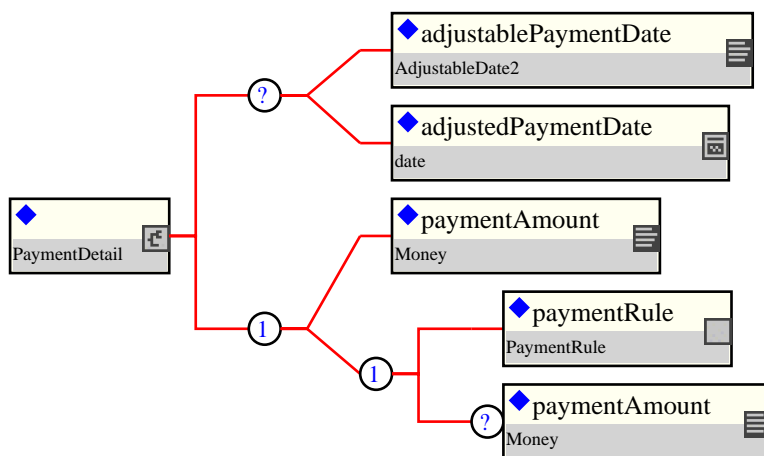 adjustablePaymentDate
AdjustableDate2
?
adjustedPaymentDate
date
PaymentDetail
paymentAmount
Money
1
paymentRule
PaymentRule
1
paymentAmount
?
Money